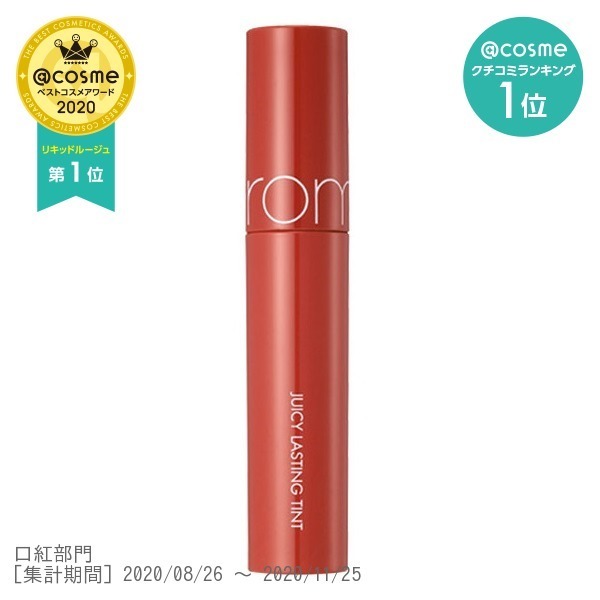 THE BEST COSMETICS AWARDS
@cosme
ベストコスメアワード
2020
THE BEST COSMETICS AWARDS
リキッドルージュ
第1位
@cosme
クチコミランキング
1位
rom
JUICY LASTING TINT
口紅部門
[集計期間] 2020/08/26 ～ 2020/11/25